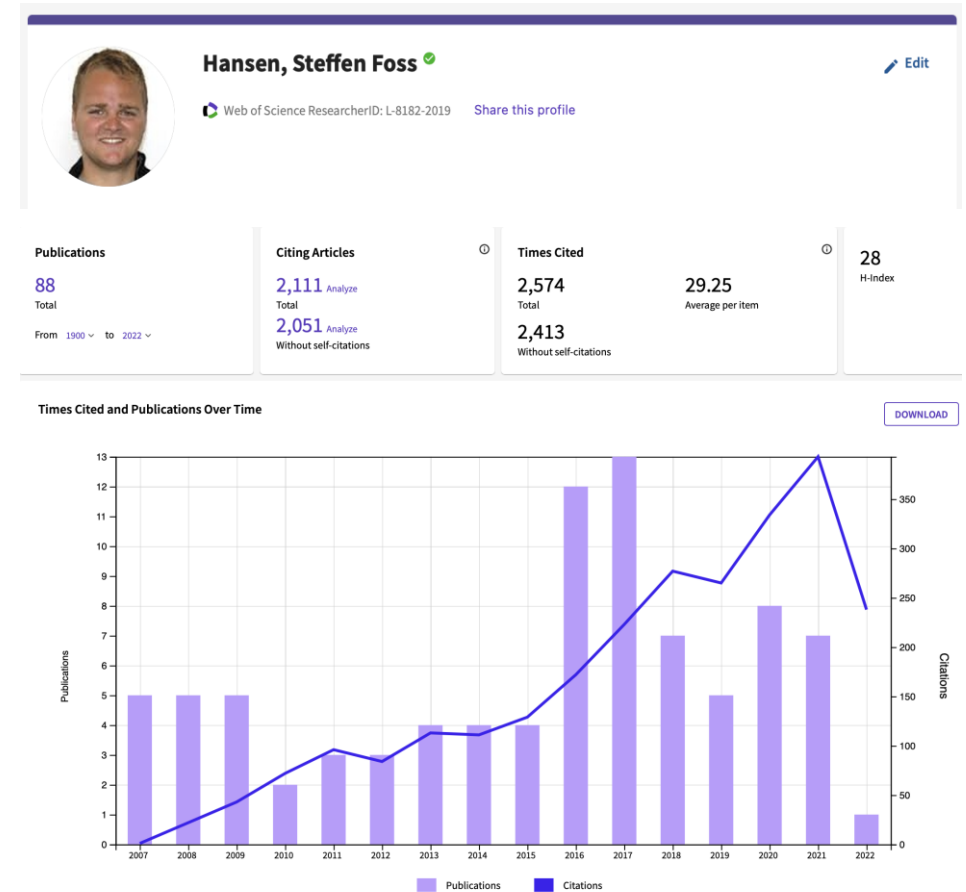 Hansen, Steffen Foss
Edit
Web of Science ResearcherID: L-8182-2019 Share this profile
Publications
88
Total
From 1900 to 2022
Citing Articles
2,111 Analyze
Total
2,051 Analyze
Without self-citations
Times Cited
2,574
Total
2,413
Without self-citations
29.25
Average per item
28
H-Index
Times Cited and Publications Over Time
DOWNLOAD
Publications
13
12
11
10
9
8
7
6
5
4
3
2
1
0
350
300
250
200
150
100
50
0
Citations
2007 2008 2009 2010 2011 2012 2013 2014 2015 2016 2017 2018 2019 2020 2021 2022
Publications Citations